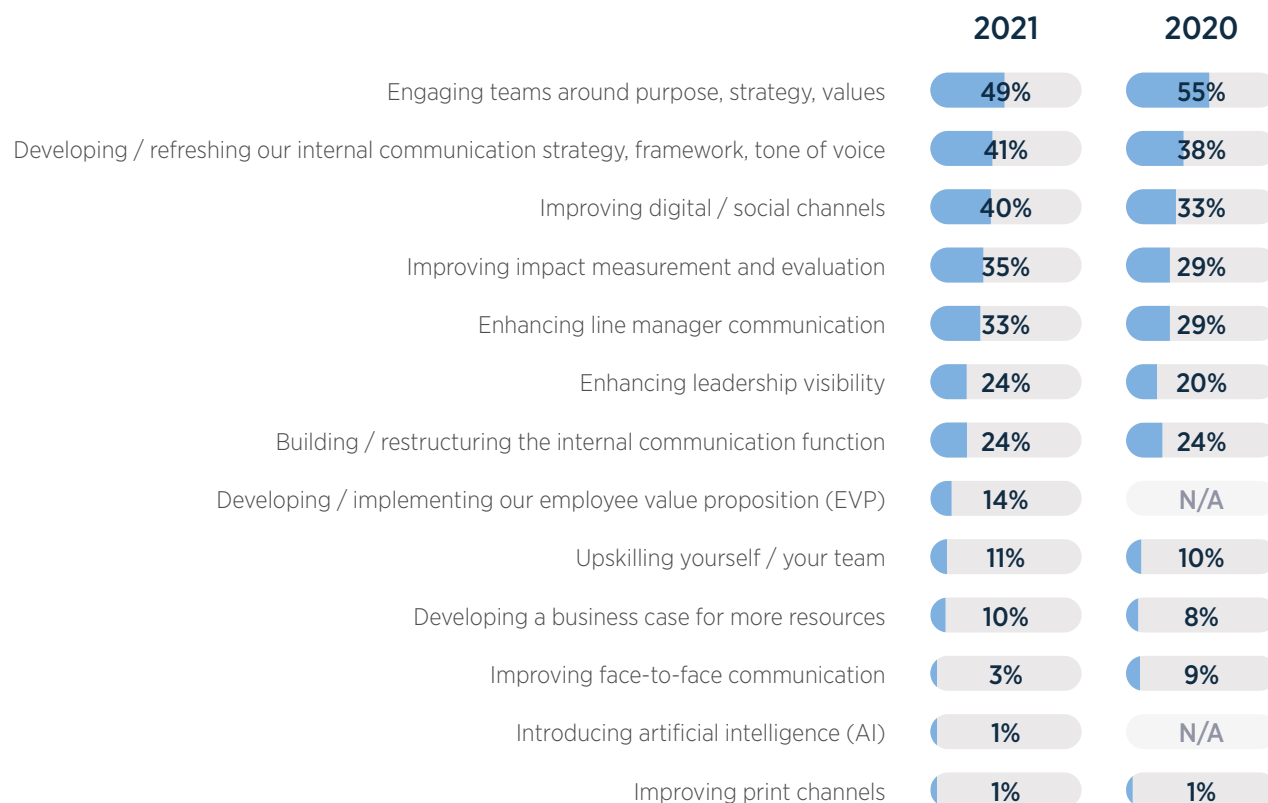 2021 2020
Engaging teams around purpose, strategy, values 49% 55%
Developing / refreshing our internal communication strategy, framework, tone of voice 41% 38%
Improving digital / social channels 40% 33%
Improving impact measurement and evaluation 35% 29%
Enhancing line manager communication 33% 29%
Enhancing leadership visibility 24% 20%
Building / restructuring the internal communication function 24% 24%
Developing / implementing our employee value proposition (EVP) 14% N/A
Upskilling yourself / your team 11% 10%
Developing a business case for more resources 10% 8%
Improving face-to-face communication 3% 9%
Introducing artificial intelligence (AI) 1% N/A
Improving print channels 1% 1%